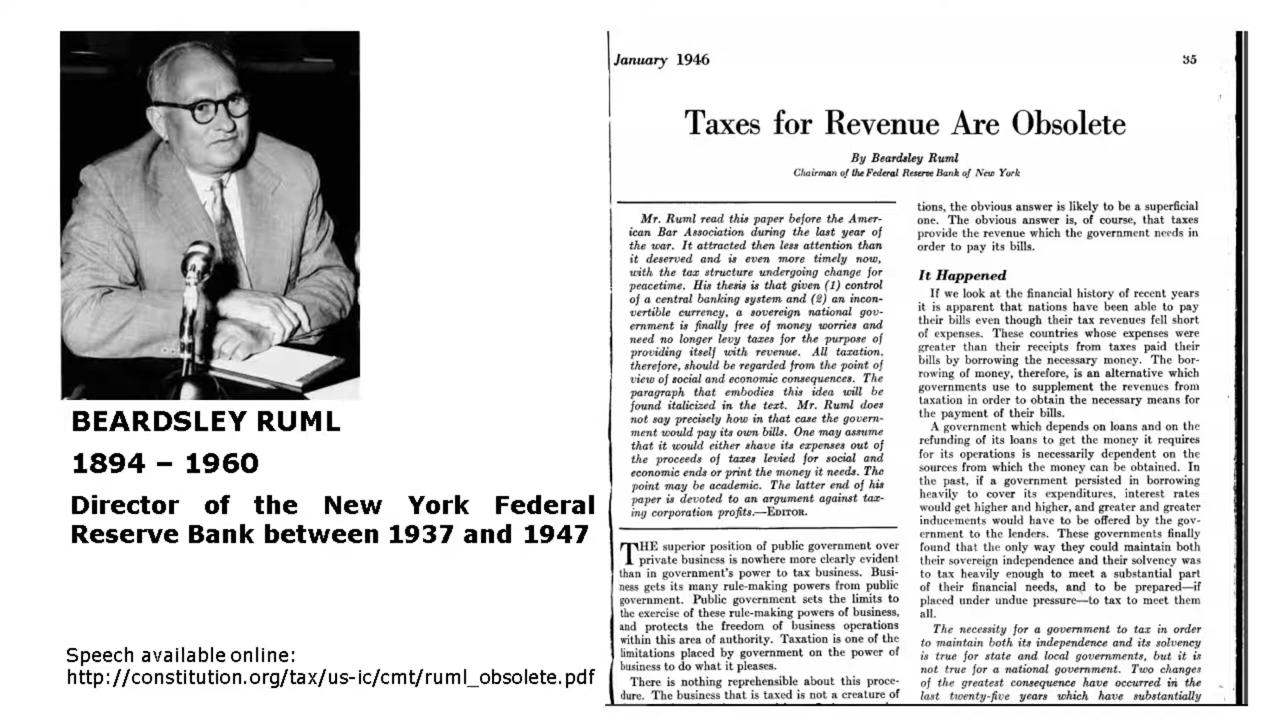 BEARDSLEY RUML
1894 – 1960
Director of the New York Federal
Reserve Bank between 1937 and 1947
Speech available online:
http://constitution.org/tax/us-ic/cmt/ruml_obsolete.pdf
January 1946
35
Taxes for Revenue Are Obsolete
By Beardsley Ruml
Chairman of the Federal Reserve Bank of New York
Mr. Ruml read this paper before the Amer-
ican Bar Association during the last year of
the war. It attracted then less attention than
it deserved and is even more timely now,
with the tax structure undergoing change for
peacetime. His thesis is that given (1) control
of a central banking system and (2) an incon-
vertible currency, a sovereign national gov-
ernment is finally free of money worries and
need no longer levy taxes for the purpose of
providing itself with revenue. All taxation,
therefore, should be regarded from the point of
view of social and economic consequences. The
paragraph that embodies this idea will be
found italicized in the text. Mr. Ruml does
not say precisely how in that case the govern-
ment would pay its own bills. One may assume
that it would either shave its expenses out of
the proceeds of taxes levied for social and
economic ends or print the money it needs. The
point may be academic. The latter end of his
paper is devoted to an argument against tax-
ing corporation profits.—EDITOR.
THE superior position of public government over
private business is nowhere more clearly evident
than in government's power to tax business. Busi-
ness gets its many rule-making powers from public
government. Public government sets the limits to
the exercise of these rule-making powers of business,
and protects the freedom of business operations
within this area of authority. Taxation is one of the
limitations placed by government on the power of
business to do what it pleases.
There is nothing reprehensible about this proce-
dure. The business that is taxed is not a creature of
tions, the obvious answer is likely to be a superficial
one. The obvious answer is, of course, that taxes
provide the revenue which the government needs in
order to pay its bills.
It Happened
If we look at the financial history of recent years
it is apparent that nations have been able to pay
their bills even though their tax revenues fell short
of expenses. These countries whose expenses were
greater than their receipts from taxes paid their
bills by borrowing the necessary money. The bor-
rowing of money, therefore, is an alternative which
governments use to supplement the revenues from
taxation in order to obtain the necessary means for
the payment of their bills.
A government which depends on loans and on the
refunding of its loans to get the money it requires
for its operations is necessarily dependent on the
sources from which the money can be obtained. In
the past, if a government persisted in borrowing
heavily to cover its expenditures, interest rates
would get higher and higher, and greater and greater
inducements would have to be offered by the gov-
ernment to the lenders. These governments finally
found that the only way they could maintain both
their sovereign independence and their solvency was
to tax heavily enough to meet a substantial part
of their financial needs, and to be prepared—if
placed under undue pressure—to tax to meet them
all.
The necessity for a government to tax in order
to maintain both its independence and its solvency
is true for state and local governments, but it is
not true for a national government. Two changes
of the greatest consequence have occurred in the
last twenty-five years which have substantially